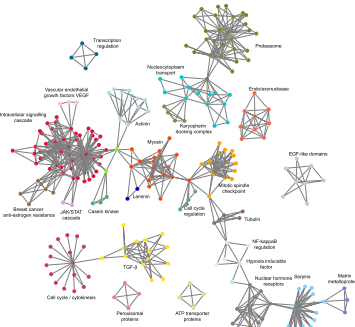 Transcription
regulation
Proteasome
Nucleocytoplasm
transport
Vascular endothelial
growth factors VEGF
Endo/exonuclease
Intracellular signalling
cascade
Actinin
Karyopherin
docking complex
Myosin
EGF-like domains
Mitotic spindle
checkpoint
Laminin
Breast cancer
anti-estrogen resistance
JAK/STAT
cascade
Casein kinase
Cell cycle
regulation
Tubulin
NF-kappaB
regulation
TGF-β
Hypoxia inducible
factor
Nuclear hormone
receptors
Serpins
Matrix
metalloprote
Cell cycle / cytokinesis
Peroxisomal
proteins
ATP transporter
proteins